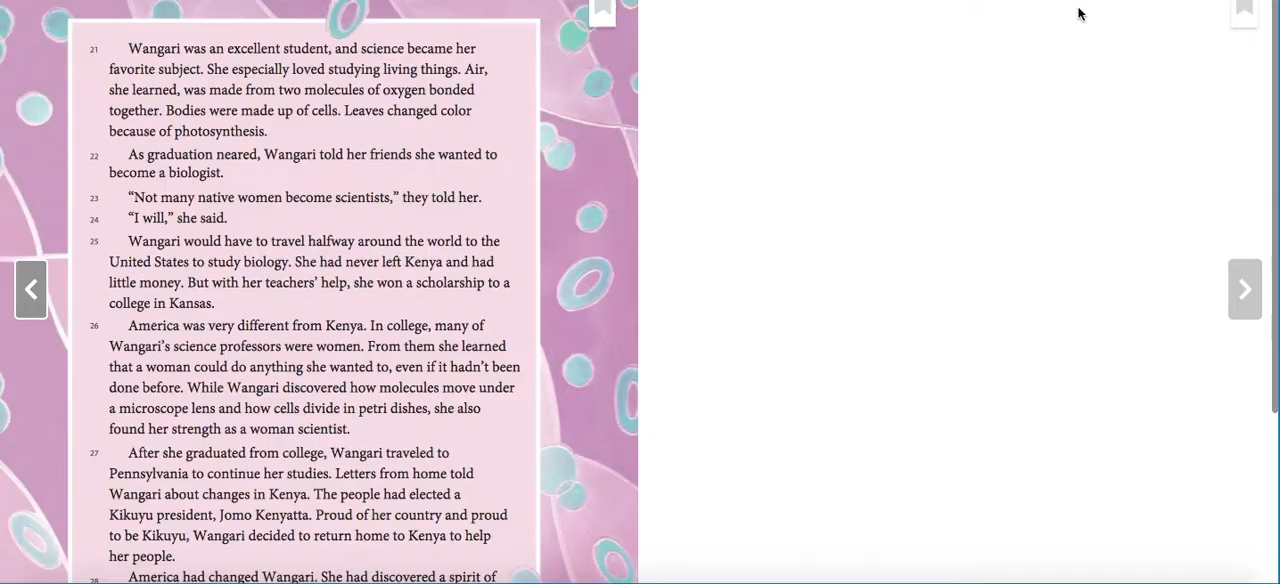 21 Wangari was an excellent student, and science became her
favorite subject. She especially loved studying living things. Air,
she learned, was made from two molecules of oxygen bonded
together. Bodies were made up of cells. Leaves changed color
because of photosynthesis.
22 As graduation neared, Wangari told her friends she wanted to
become a biologist.
23 “Not many native women become scientists,” they told her.
24 “I will,” she said.
25 Wangari would have to travel halfway around the world to the
United States to study biology. She had never left Kenya and had
little money. But with her teachers’ help, she won a scholarship to a
college in Kansas.
26 America was very different from Kenya. In college, many of
Wangari’s science professors were women. From them she learned
that a woman could do anything she wanted to, even if it hadn’t been
done before. While Wangari discovered how molecules move under
a microscope lens and how cells divide in petri dishes, she also
found her strength as a woman scientist.
27 After she graduated from college, Wangari traveled to
Pennsylvania to continue her studies. Letters from home told
Wangari about changes in Kenya. The people had elected a
Kikuyu president, Jomo Kenyatta. Proud of her country and proud
to be Kikuyu, Wangari decided to return home to Kenya to help
her people.
28 America had changed Wangari. She had discovered a spirit of